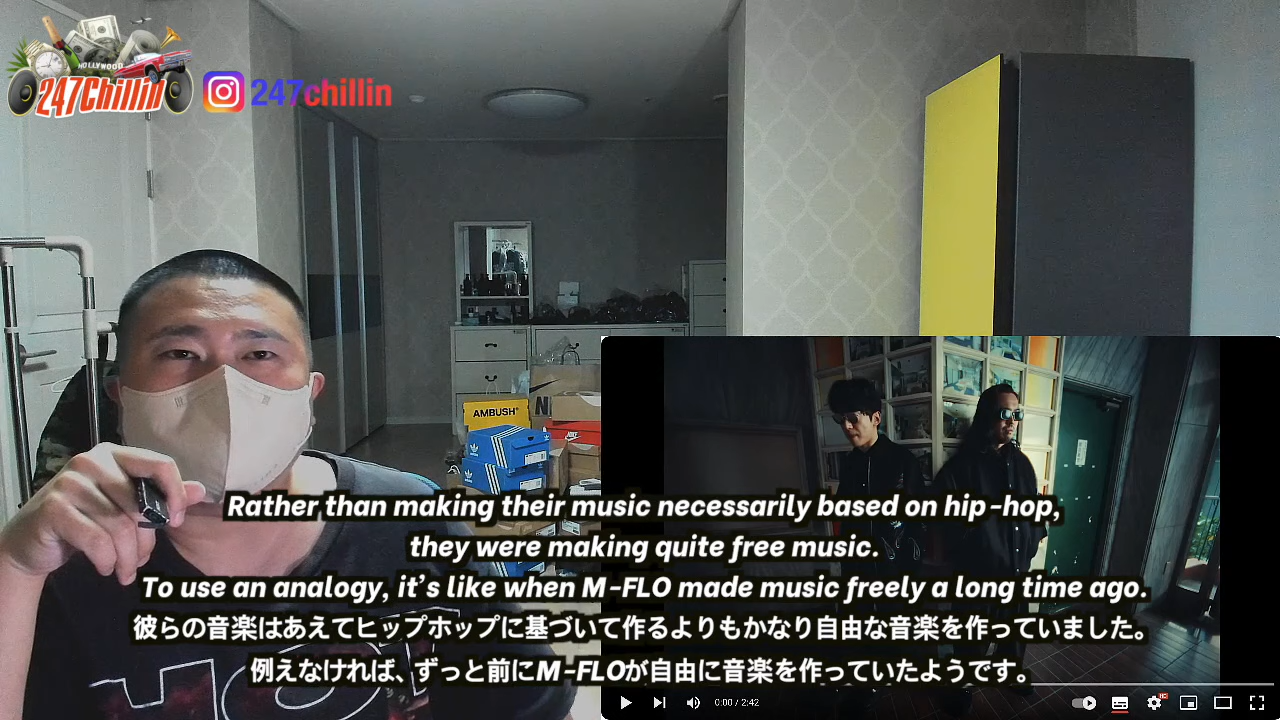 HOLLYWOOD
247Chillin
247chillin
AMBUSH
adidas
Rather than making their music necessarily based on hip-hop,
they were making quite free music.
To use an analogy, it's like when M-FLO made music freely a long time ago.
彼らの音楽はあえてヒップホップに基づいて作るよりもかなり自由な音楽を作っていました。
例えなければ、ずっと前にM-FLOが自由に音楽を作っていたようです。
0:00 / 2:42
HD